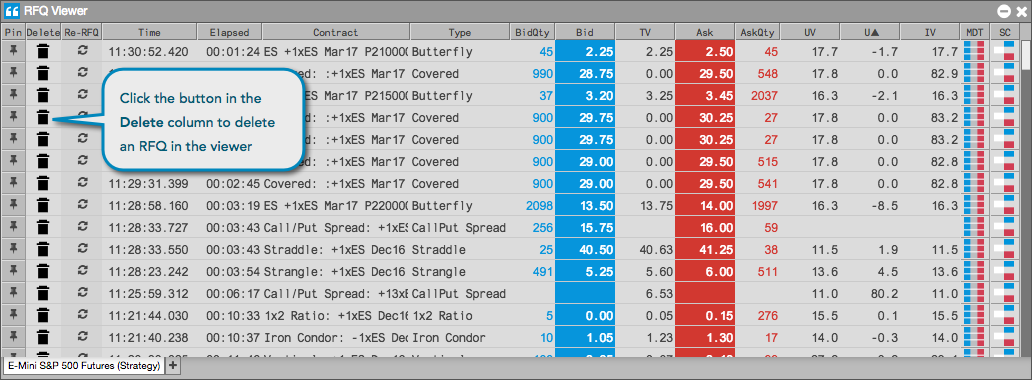 RFQ Viewer
Pin Delete Re-RFQ Time Elapsed Contract Type BidQty Bid TV Ask AskQty UV U▲ IV MDT SC
11:30:52.420 00:01:24 ES +1xES Mar17 P21000( Butterfly 45 2.25 2.25 2.50 45 17.7 -1.7 17.7
ed: :+1xES Mar17 Covered 990 28.75 0.00 29.50 548 17.8 0.0 82.9
xES Mar17 P21500( Butterfly 37 3.20 3.25 3.45 2037 16.3 -2.1 16.3
ed: :+1xES Mar17 Covered 900 29.75 0.00 30.25 27 17.8 0.0 83.2
ed: :+1xES Mar17 Covered 900 29.75 0.00 30.25 27 17.8 0.0 83.2
ed: :+1xES Mar17 Covered 900 29.00 0.00 29.50 515 17.8 0.0 82.8
11:29:31.399 00:02:45 Covered: :+1xES Mar17 Covered 900 29.00 0.00 29.50 541 17.8 0.0 82.8
11:28:58.160 00:03:19 ES +1xES Mar17 P22000( Butterfly 2098 13.50 13.75 14.00 1997 16.3 -8.5 16.3
11:28:33.727 00:03:43 Call/Put Spread: +1xE CallPut Spread 256 15.75 16.00 59
11:28:33.550 00:03:43 Straddle: +1xES Dec16 Straddle 25 40.50 40.63 41.25 38 11.5 1.9 11.5
11:28:23.242 00:03:54 Strangle: +1xES Dec16 Strangle 491 5.25 5.60 6.00 511 13.6 4.5 13.6
11:25:59.312 00:06:17 Call/Put Spread: +13xE CallPut Spread 6.53 11.0 80.2 11.0
11:21:44.030 00:10:33 1x2 Ratio: +1xES Dec16 1x2 Ratio 5 0.00 0.05 0.15 276 15.5 0.1 15.5
11:21:40.238 00:10:37 Iron Condor: -1xES Dec Iron Condor 10 1.05 1.23 1.30 17 14.0 -0.3 14.0
Click the button in the
Delete column to delete
an RFQ in the viewer
E-Mini S&P 500 Futures (Strategy) +